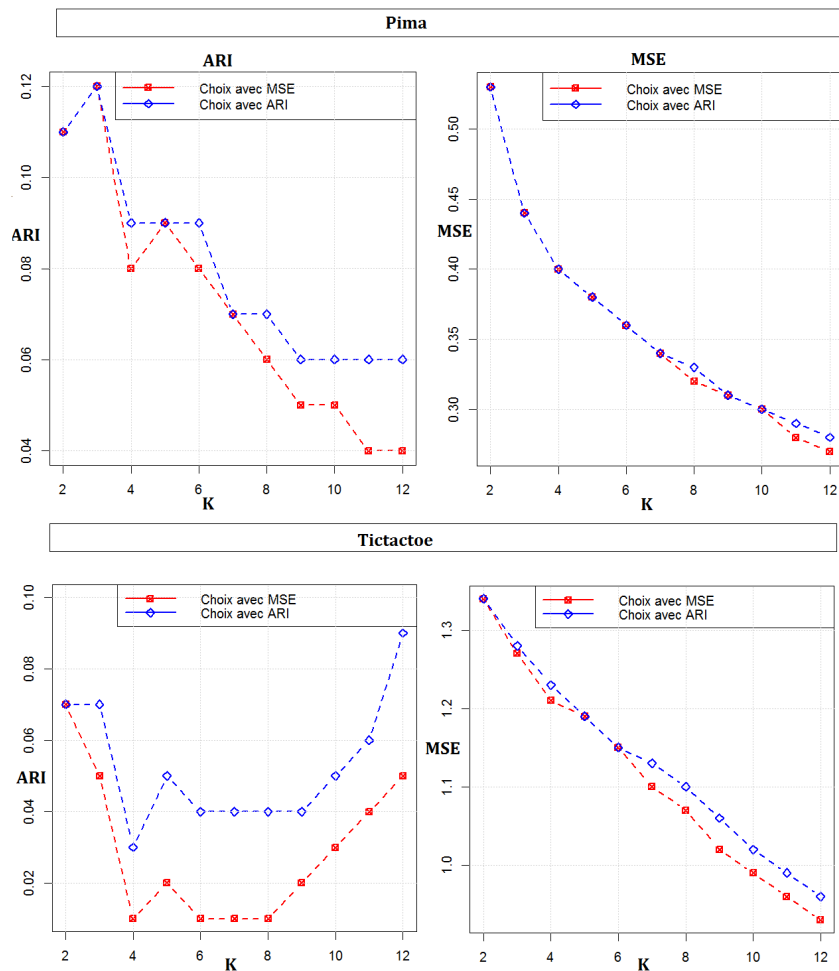 Pima
ARI
MSE
Choix avec MSE
Choix avec ARI
Choix avec MSE
Choix avec ARI
0.12
0.10
0.08
0.06
0.04
ARI
2 4 6 8 10 12
K
0.50
0.45
0.40
0.35
0.30
MSE
2 4 6 8 10 12
K
Tictactoe
Choix avec MSE
Choix avec ARI
Choix avec MSE
Choix avec ARI
0.10
0.08
0.06
0.04
0.02
ARI
2 4 6 8 10 12
K
1.3
1.2
1.1
1.0
MSE
2 4 6 8 10 12
K